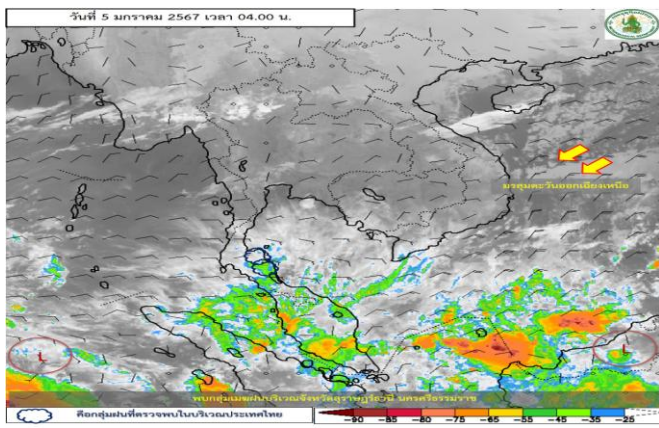 วันที่ 5 มกราคม 2567 เวลา 04.00 น.
มรสุมตะวันออกเฉียงเหนือ
L
L
พบกลุ่มเมฆฝนบริเวณจังหวัดสุราษฎร์ธานี นครศรีธรรมราช
คือกลุ่มฝนที่ตรวจพบในบริเวณประเทศไทย
-90 -85 -80 -75 -65 -55 -45 -35 -25